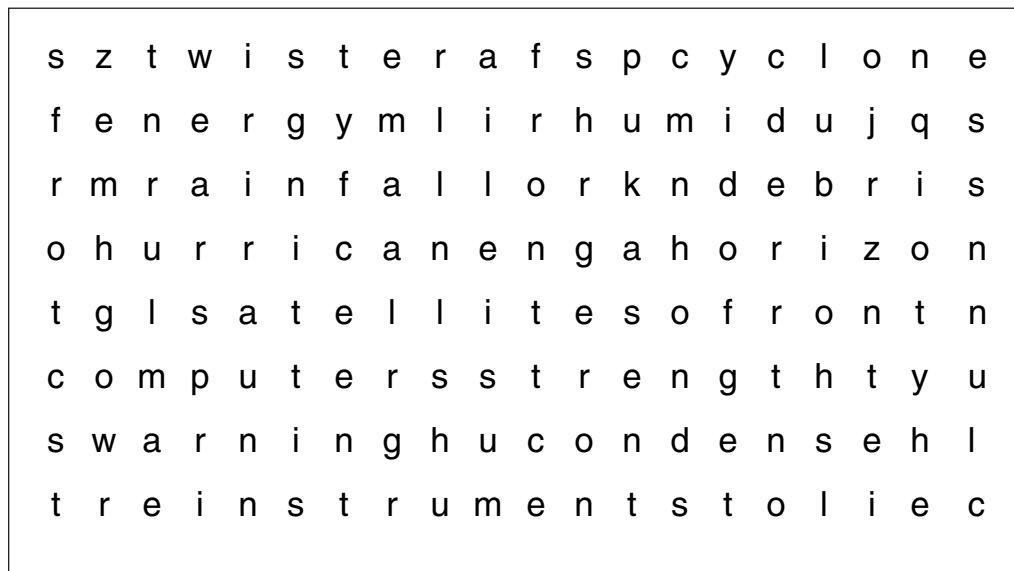 s z t w i s t e r a f s p c y c l o n e
f e n e r g y m l i r h u m i d u j q s
r m r a i n f a l l o r k n d e b r i s
o h u r r i c a n e n g a h o r i z o n
t g l s a t e l l i t e s o f r o n t n
c o m p u t e r s s t r e n g t h t y u
s w a r n i n g h u c o n d e n s e h l
t r e i n s t r u m e n t s t o l i e c